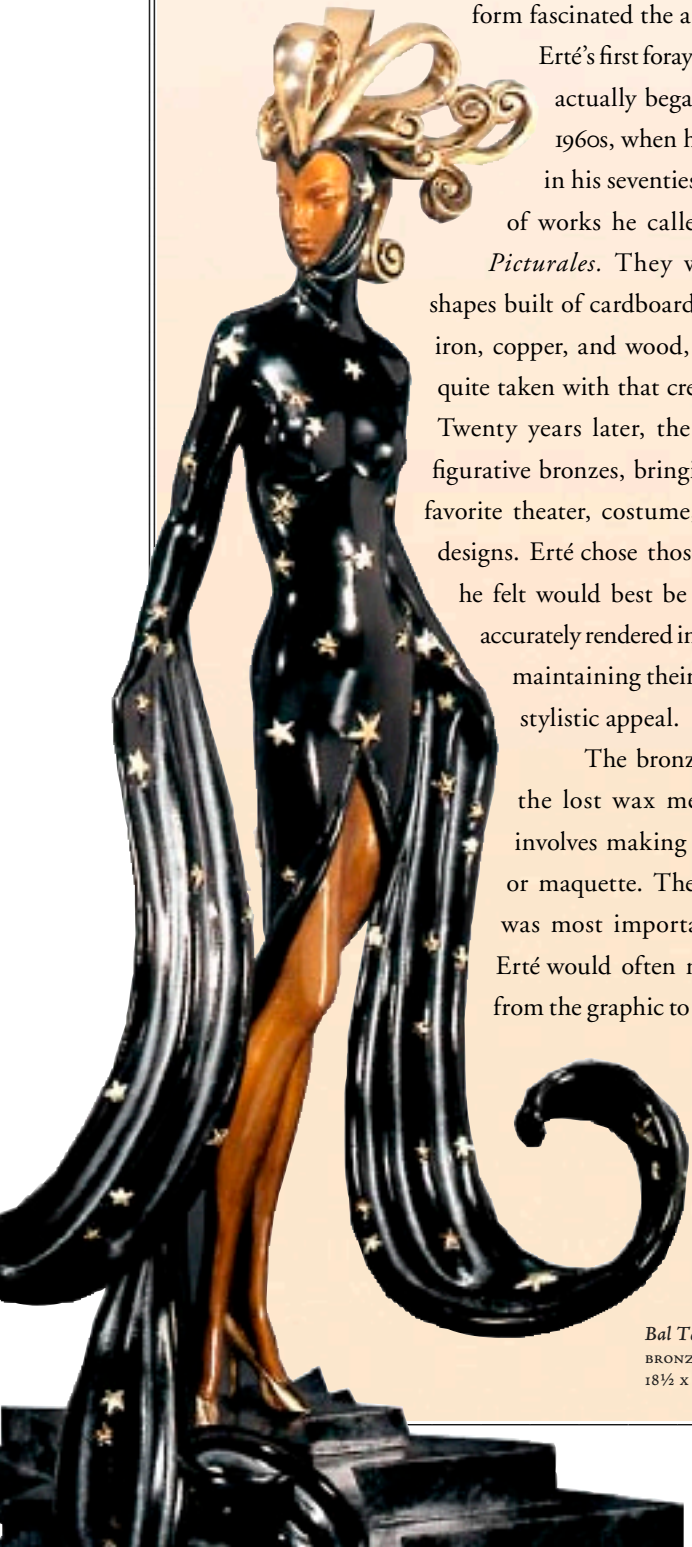 form fascinated the a
Erté's first foray
actually bega
1960s, when h
in his seventies
of works he calle
Picturales. They w
shapes built of cardboard
iron, copper, and wood,
quite taken with that cre
Twenty years later, the
figurative bronzes, bringi
favorite theater, costume
designs. Erté chose thos
he felt would best be
accurately rendered in
maintaining their
stylistic appeal.
The bronz
the lost wax me
involves making
or maquette. The
was most importa
Erté would often r
from the graphic to
Bal Ta
BRONZ
18½ x